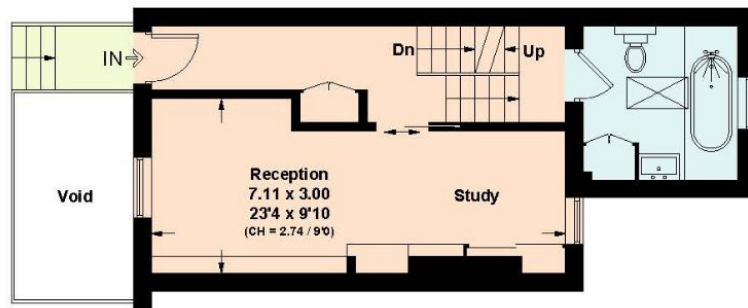 IN
Dn Up
Void
Reception
7.11 x 3.00
23'4 x 9'10
(CH = 2.74 / 9'0)
Study